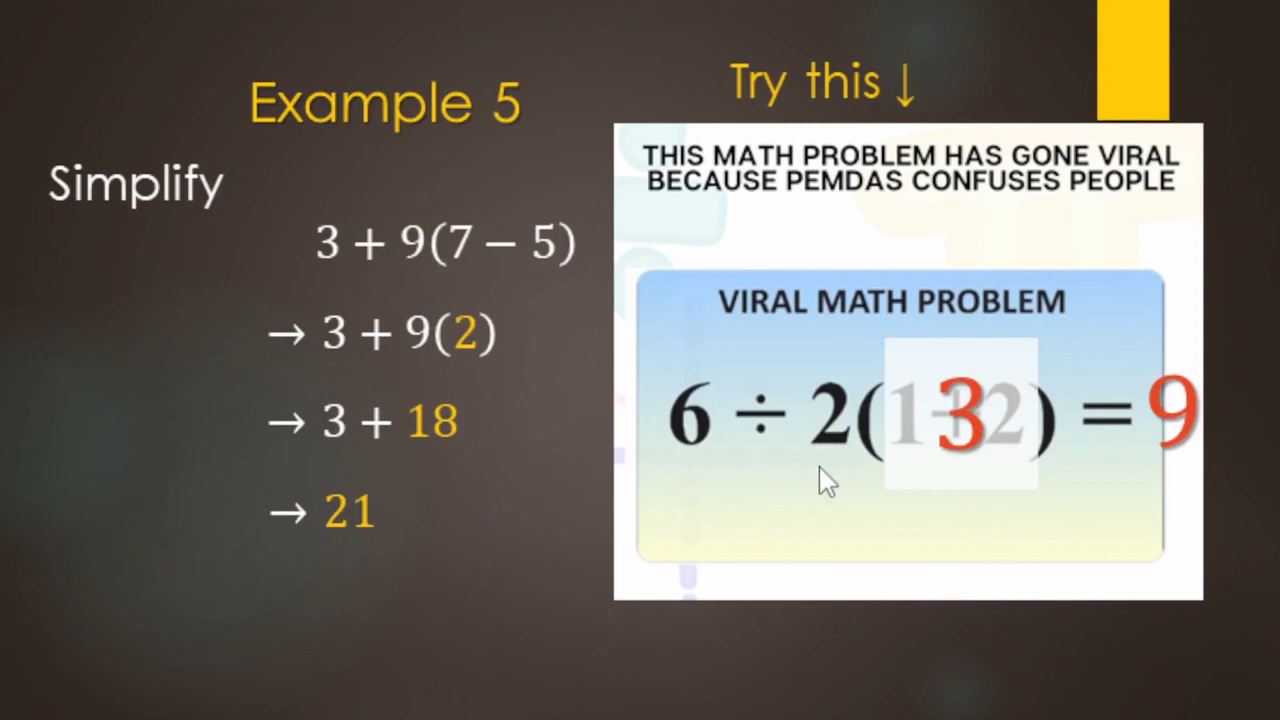 Example 5
Simplify
3 + 9(7 − 5)
→ 3 + 9(2)
→ 3 + 18
→ 21
Try this ↓
THIS MATH PROBLEM HAS GONE VIRAL
BECAUSE PEMDAS CONFUSES PEOPLE
VIRAL MATH PROBLEM
6 ÷ 2(1+2) = 9
3